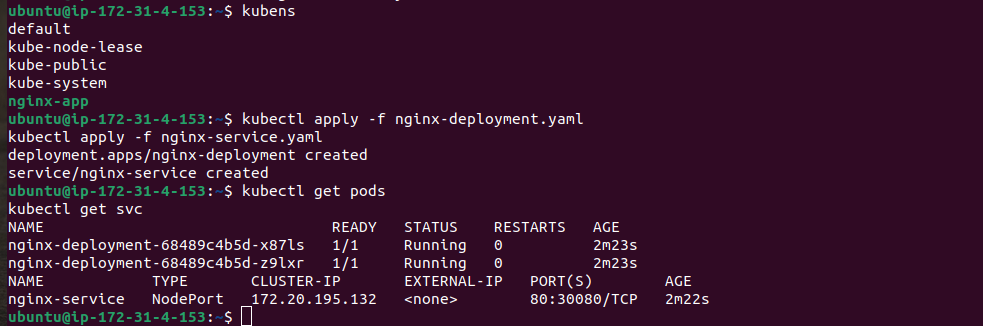 ubuntu@ip-172-31-4-153:~$ kubens
default
kube-node-lease
kube-public
kube-system
nginx-app
ubuntu@ip-172-31-4-153:~$ kubectl apply -f nginx-deployment.yaml
kubectl apply -f nginx-service.yaml
deployment.apps/nginx-deployment created
service/nginx-service created
ubuntu@ip-172-31-4-153:~$ kubectl get pods
kubectl get svc
NAME                                READY   STATUS    RESTARTS   AGE
nginx-deployment-68489c4b5d-x87ls   1/1     Running   0          2m23s
nginx-deployment-68489c4b5d-z9lxr   1/1     Running   0          2m23s
NAME            TYPE       CLUSTER-IP       EXTERNAL-IP   PORT(S)        AGE
nginx-service   NodePort   172.20.195.132   <none>        80:30080/TCP   2m22s
ubuntu@ip-172-31-4-153:~$